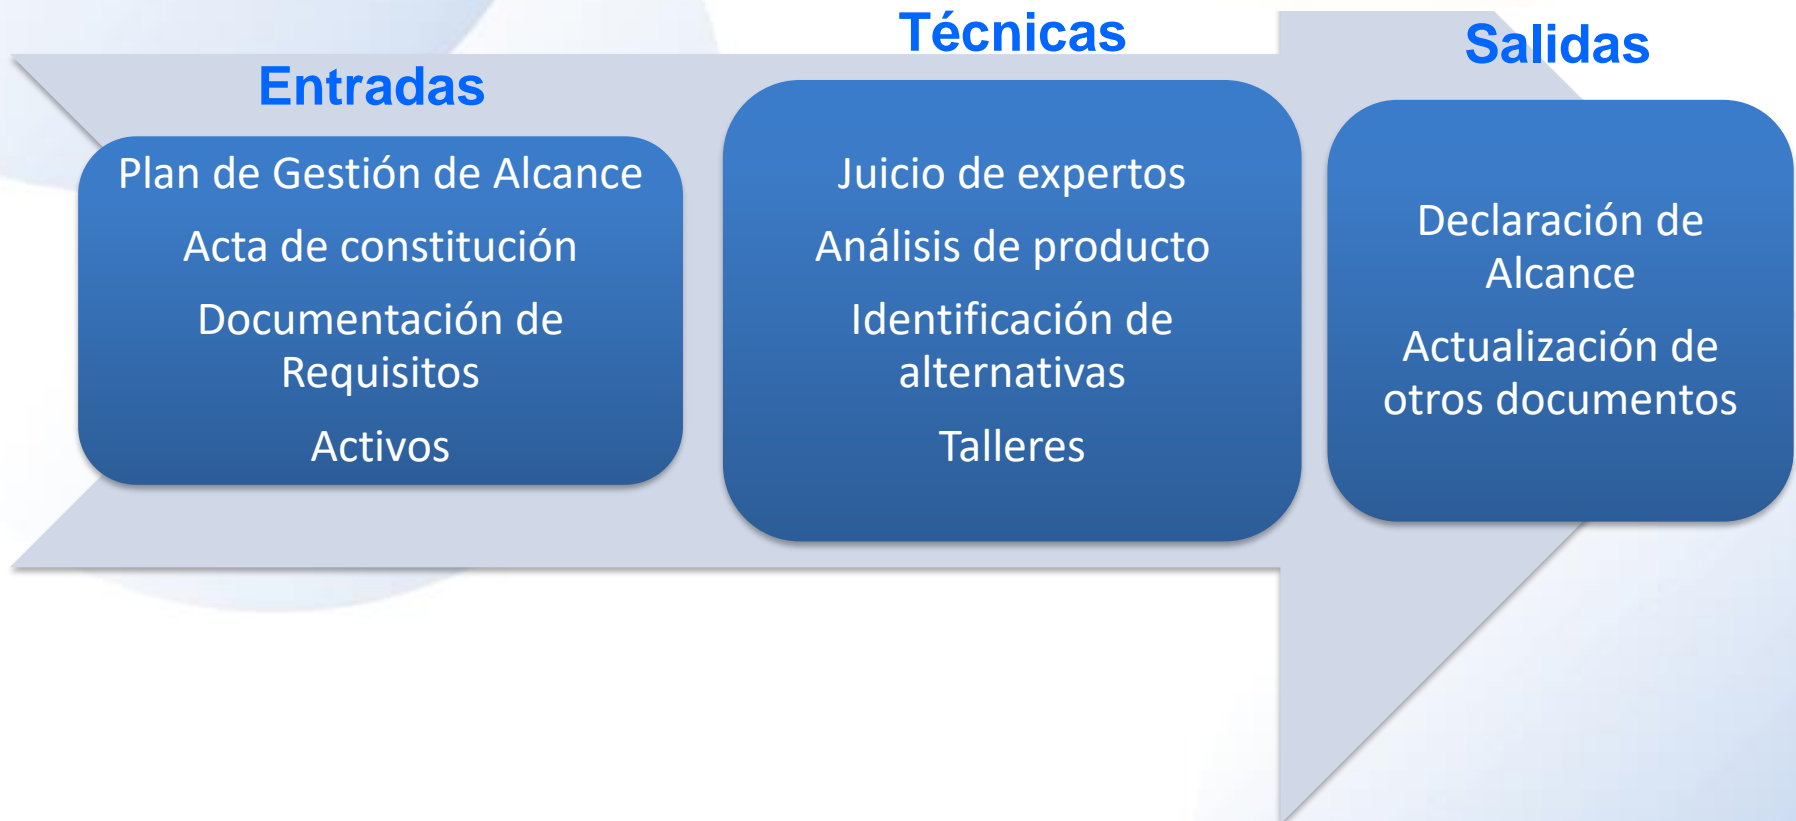 Entradas
Plan de Gestión de Alcance
Acta de constitución
Documentación de
Requisitos
Activos
Técnicas
Juicio de expertos
Análisis de producto
Identificación de
alternativas
Talleres
Salidas
Declaración de
Alcance
Actualización de
otros documentos